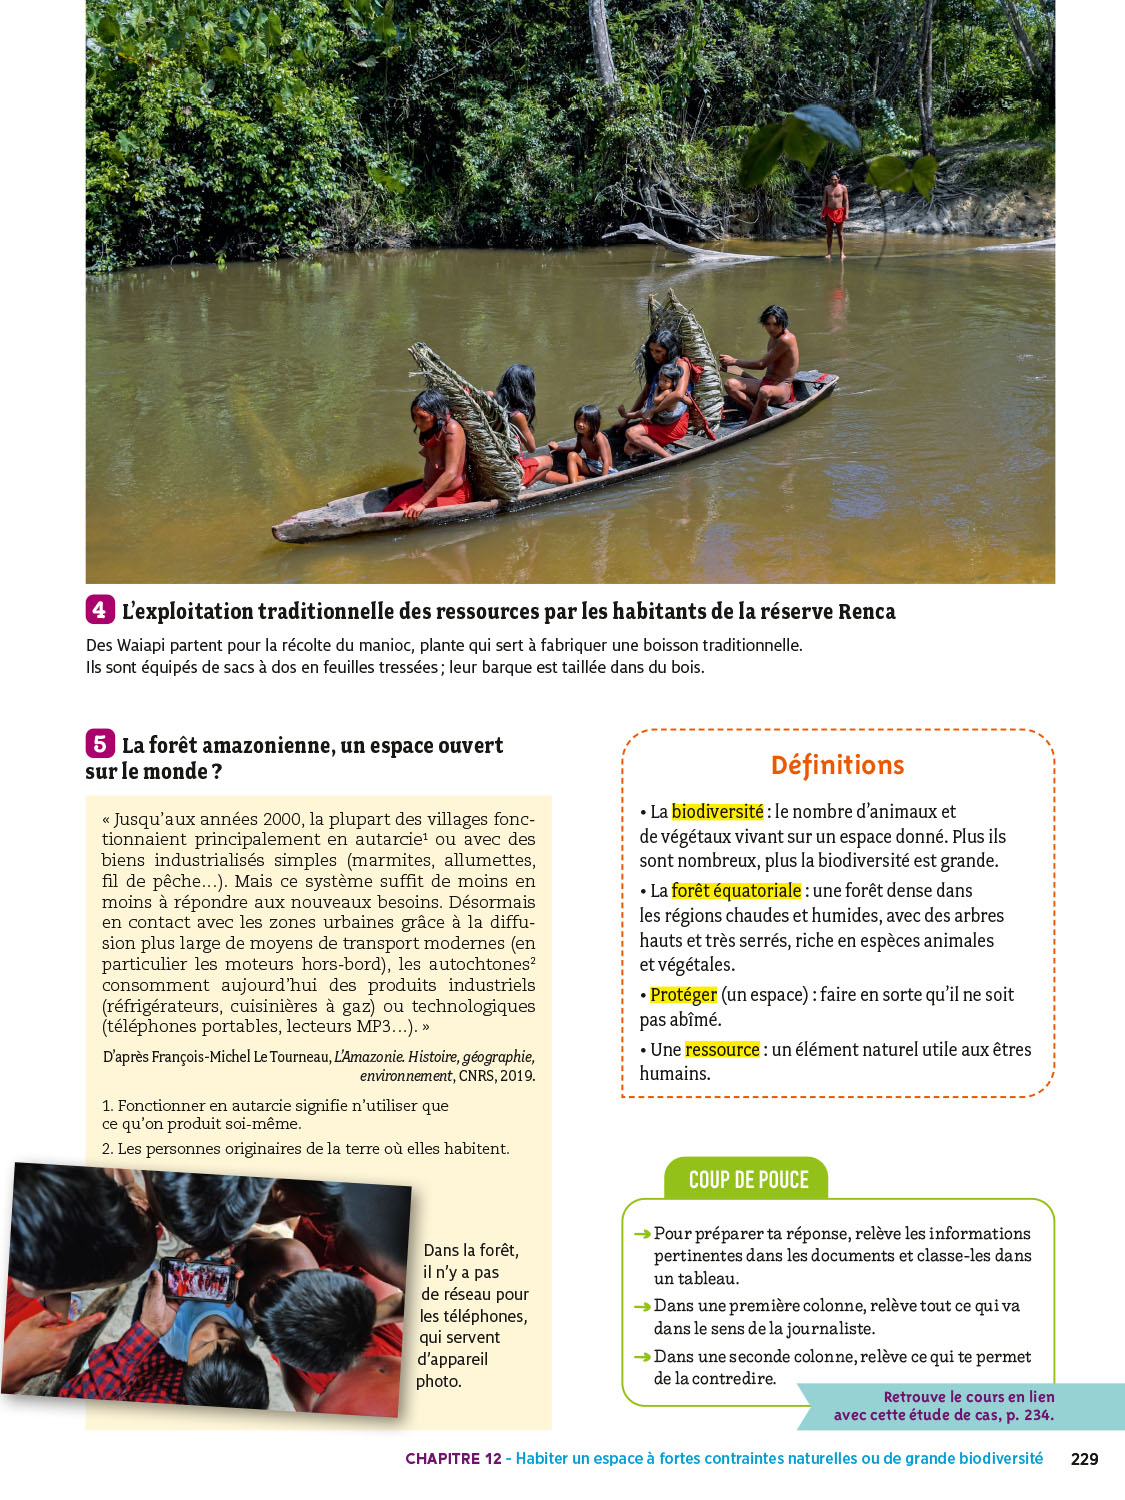 4 L'exploitation traditionnelle des ressources par les habitants de la réserve Renca
Des Waiapi partent pour la récolte du manioc, plante qui sert à fabriquer une boisson traditionnelle.
Ils sont équipés de sacs à dos en feuilles tressées ; leur barque est taillée dans du bois.
5 La forêt amazonienne, un espace ouvert
sur le monde ?
« Jusqu'aux années 2000, la plupart des villages fonc-
tionnaient principalement en autarcie¹ ou avec des
biens industrialisés simples (marmites, allumettes,
fil de pêche…). Mais ce système suffit de moins en
moins à répondre aux nouveaux besoins. Désormais
en contact avec les zones urbaines grâce à la diffu-
sion plus large de moyens de transport modernes (en
particulier les moteurs hors-bord), les autochtones²
consomment aujourd'hui des produits industriels
(réfrigérateurs, cuisinières à gaz) ou technologiques
(téléphones portables, lecteurs MP3…). »
D'après François-Michel Le Tourneau, L'Amazonie. Histoire, géographie,
environnement, CNRS, 2019.
1. Fonctionner en autarcie signifie n'utiliser que
ce qu'on produit soi-même.
2. Les personnes originaires de la terre où elles habitent.
Dans la forêt,
il n'y a pas
de réseau pour
les téléphones,
qui servent
d'appareil
photo.
Définitions
• La biodiversité : le nombre d'animaux et
de végétaux vivant sur un espace donné. Plus ils
sont nombreux, plus la biodiversité est grande.
• La forêt équatoriale : une forêt dense dans
les régions chaudes et humides, avec des arbres
hauts et très serrés, riche en espèces animales
et végétales.
• Protéger (un espace) : faire en sorte qu'il ne soit
pas abîmé.
• Une ressource : un élément naturel utile aux êtres
humains.
COUP DE POUCE
→ Pour préparer ta réponse, relève les informations
pertinentes dans les documents et classe-les dans
un tableau.
→ Dans une première colonne, relève tout ce qui va
dans le sens de la journaliste.
→ Dans une seconde colonne, relève ce qui te permet
de la contredire.
Retrouve le cours en lien
avec cette étude de cas, p. 234.
CHAPITRE 12 - Habiter un espace à fortes contraintes naturelles ou de grande biodiversité 229